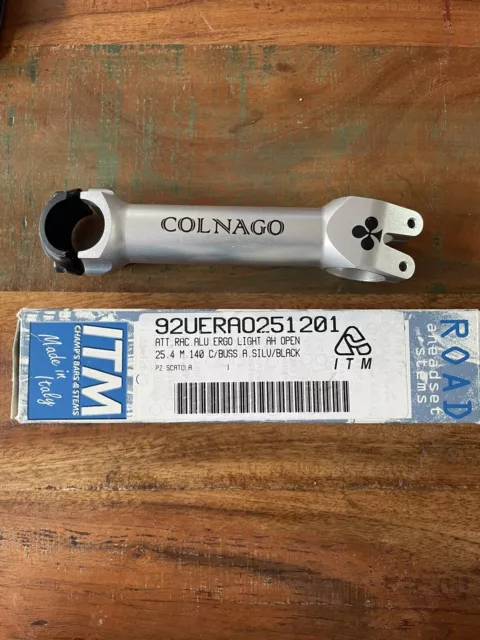 COLNAGO
ITM
CHAMP'S BARS & STEMS
Made in Italy
92UERA0251201
ATT.RAC.ALU ERGO LIGHT AH OPEN
25.4 M 140 C/BUSS A.SILV/BLACK
PZ SCATOLA 1
ITM
ROAD
aheadset
stems